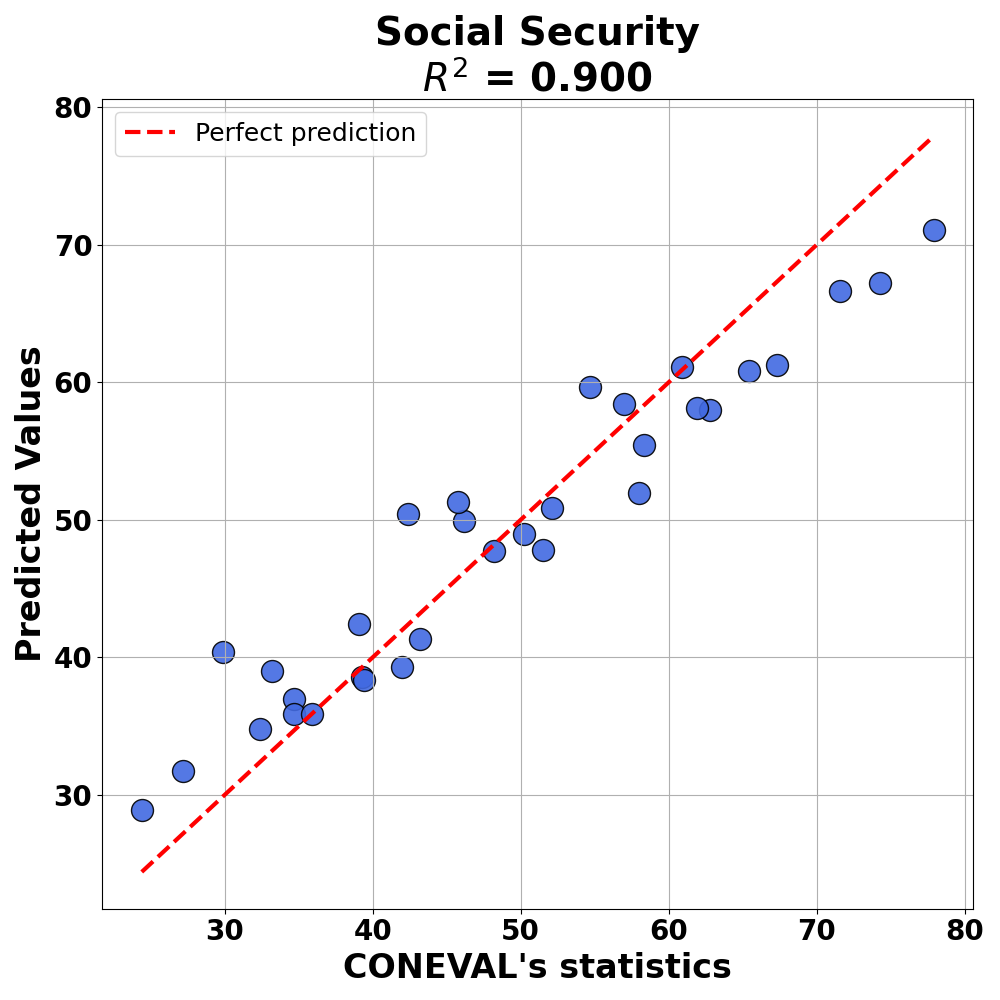 Social Security
R² = 0.900
Perfect prediction
80
70
60
50
40
30
Predicted Values
30 40 50 60 70 80
CONEVAL's statistics